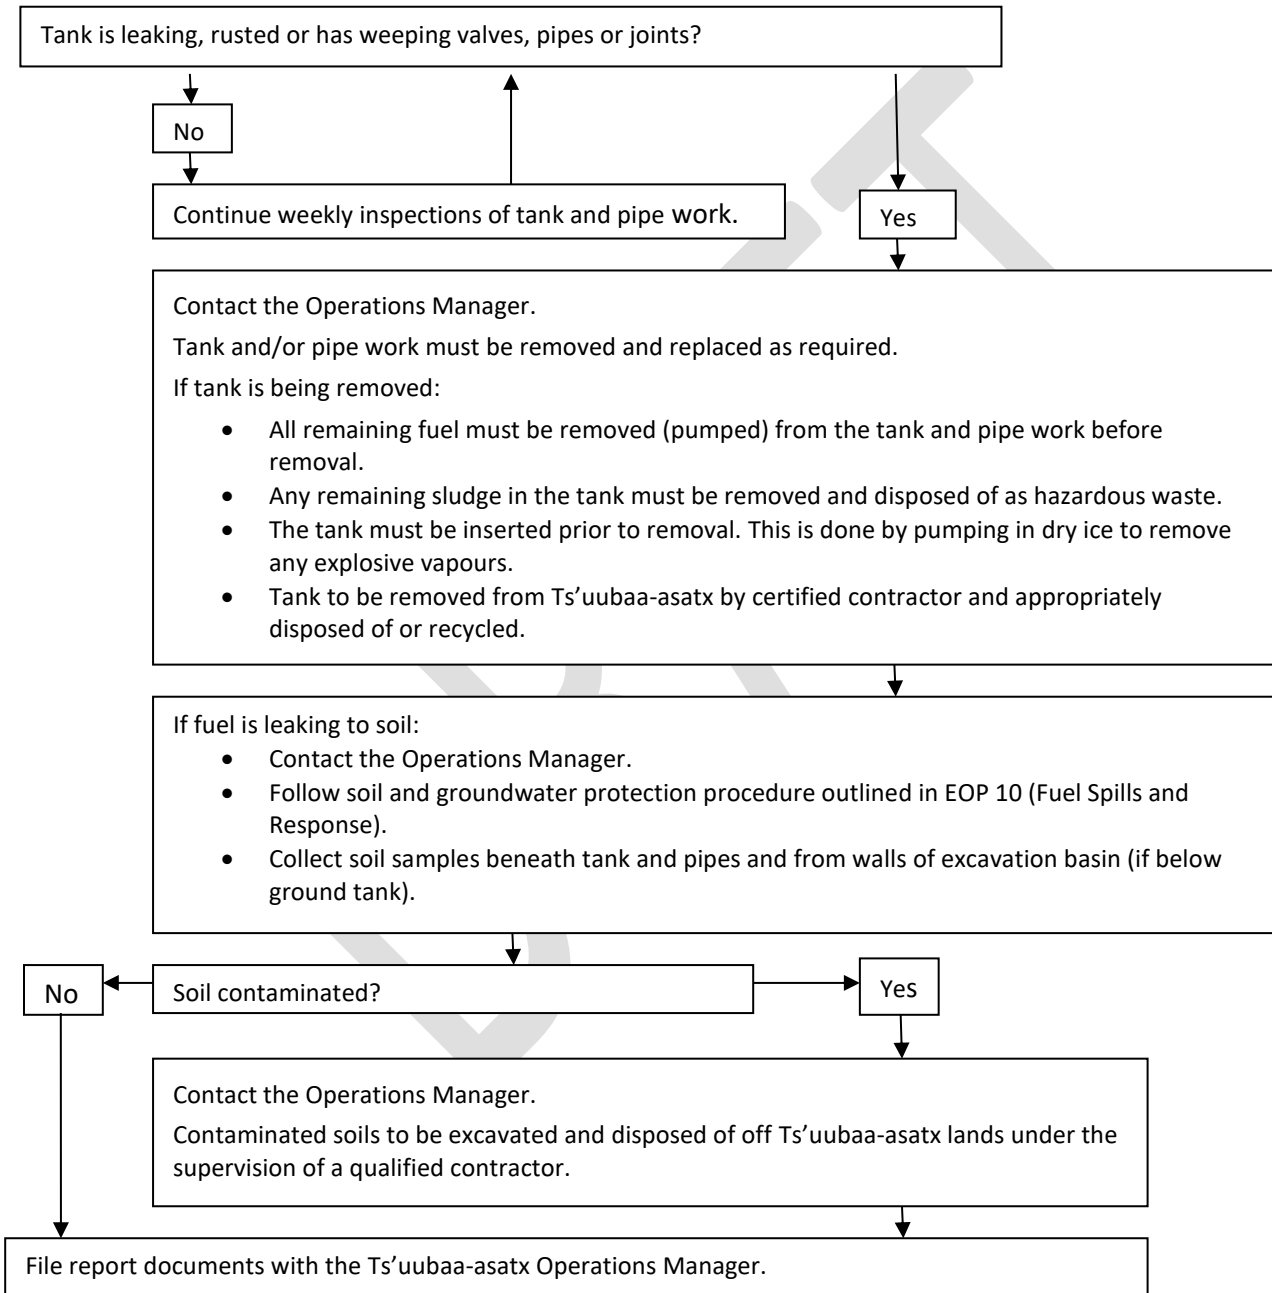 Tank is leaking, rusted or has weeping valves, pipes or joints?
No
Continue weekly inspections of tank and pipe work.
Yes
Contact the Operations Manager.
Tank and/or pipe work must be removed and replaced as required.
If tank is being removed:
• All remaining fuel must be removed (pumped) from the tank and pipe work before
removal.
• Any remaining sludge in the tank must be removed and disposed of as hazardous waste.
• The tank must be inserted prior to removal. This is done by pumping in dry ice to remove
any explosive vapours.
• Tank to be removed from Ts’uubaa-asatx by certified contractor and appropriately
disposed of or recycled.
If fuel is leaking to soil:
• Contact the Operations Manager.
• Follow soil and groundwater protection procedure outlined in EOP 10 (Fuel Spills and
Response).
• Collect soil samples beneath tank and pipes and from walls of excavation basin (if below
ground tank).
No
Soil contaminated?
Yes
Contact the Operations Manager.
Contaminated soils to be excavated and disposed of off Ts’uubaa-asatx lands under the
supervision of a qualified contractor.
File report documents with the Ts’uubaa-asatx Operations Manager.
DRAFT